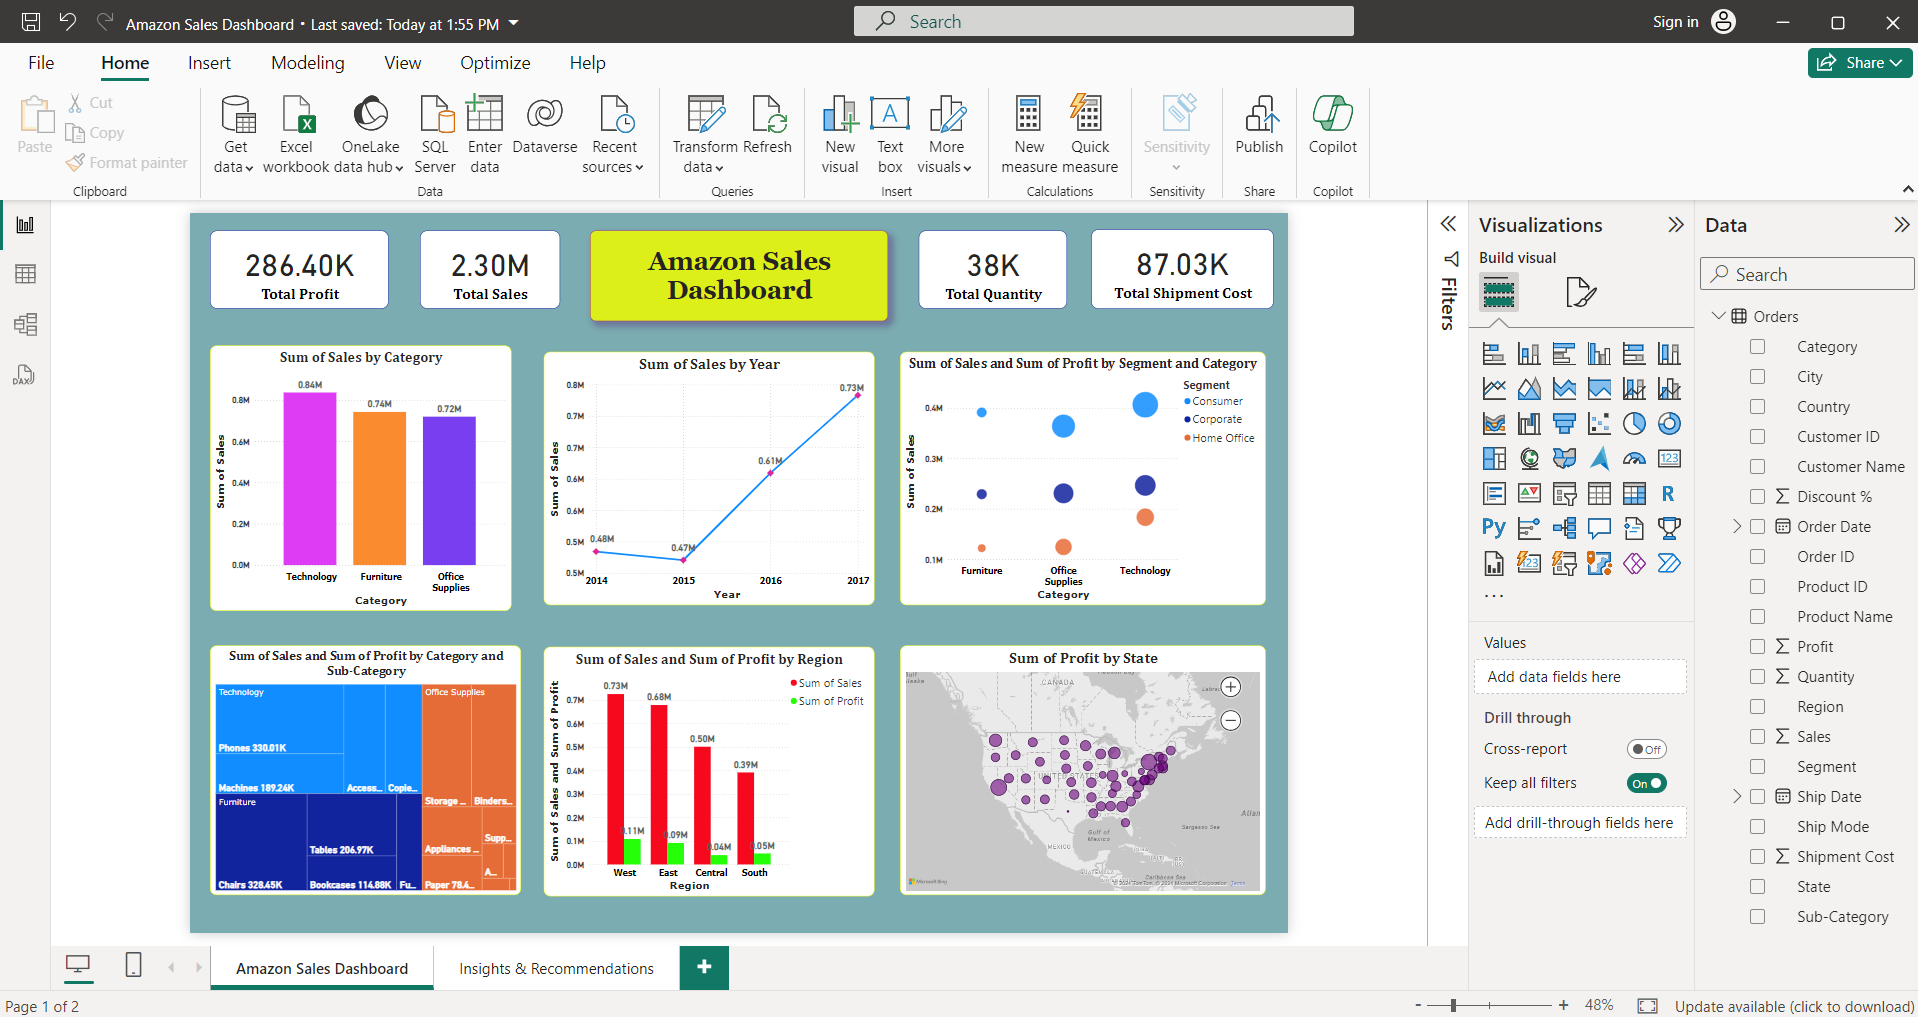 Amazon Sales Dashboard • Last saved: Today at 1:55 PM
Search
Sign in
File
Home
Insert
Modeling
View
Optimize
Help
Share
Paste
Cut
Copy
Format painter
Clipboard
Get data
Excel workbook
OneLake data hub
SQL Server
Enter data
Dataverse
Recent sources
Data
Transform data
Refresh
Queries
New visual
Text box
More visuals
Insert
New measure
Quick measure
Calculations
Sensitivity
Sensitivity
Publish
Share
Copilot
Copilot
DAX
286.40K
Total Profit
2.30M
Total Sales
Amazon Sales
Dashboard
38K
Total Quantity
87.03K
Total Shipment Cost
Sum of Sales by Category
Sum of Sales
0.8M
0.6M
0.4M
0.2M
0.0M
0.84M
0.74M
0.72M
Technology
Furniture
Office
Supplies
Category
Sum of Sales by Year
Sum of Sales
0.8M
0.7M
0.7M
0.6M
0.6M
0.5M
0.5M
0.48M
0.47M
0.61M
0.73M
2014
2015
2016
2017
Year
Sum of Sales and Sum of Profit by Segment and Category
Sum of Sales
0.4M
0.3M
0.2M
0.1M
Furniture
Office
Supplies
Technology
Category
Segment
Consumer
Corporate
Home Office
Sum of Sales and Sum of Profit by Category and
Sub-Category
Technology
Phones 330.01K
Machines 189.24K
Access...
Copie...
Furniture
Chairs 328.45K
Tables 206.97K
Bookcases 114.88K
Fu...
Office Supplies
Storage ...
Binders...
Appliances ...
Supp...
A...
Paper 78.4...
Sum of Sales and Sum of Profit by Region
Sum of Sales and Sum of Profit
0.7M
0.6M
0.5M
0.4M
0.3M
0.2M
0.1M
0.0M
0.73M
0.68M
0.50M
0.39M
0.11M
0.09M
0.04M
0.05M
West
East
Central
South
Region
Sum of Sales
Sum of Profit
Sum of Profit by State
CANADA
UNITED STATES
MEXICO
Gulf of
Mexico
Sargasso Sea
Caribbean Sea
Atlan
Microsoft Bing
© 2024 TomTom, © 2024 Microsoft Corporation Terms
Filters
Visualizations
Build visual
123
R
Py
123
...
Values
Add data fields here
Drill through
Cross-report
Off
Keep all filters
On
Add drill-through fields here
Data
Search
Orders
Category
City
Country
Customer ID
Customer Name
Discount %
Order Date
Order ID
Product ID
Product Name
Profit
Quantity
Region
Sales
Segment
Ship Date
Ship Mode
Shipment Cost
State
Sub-Category
Amazon Sales Dashboard
Insights & Recommendations
+
Page 1 of 2
- + 48%
Update available (click to download)